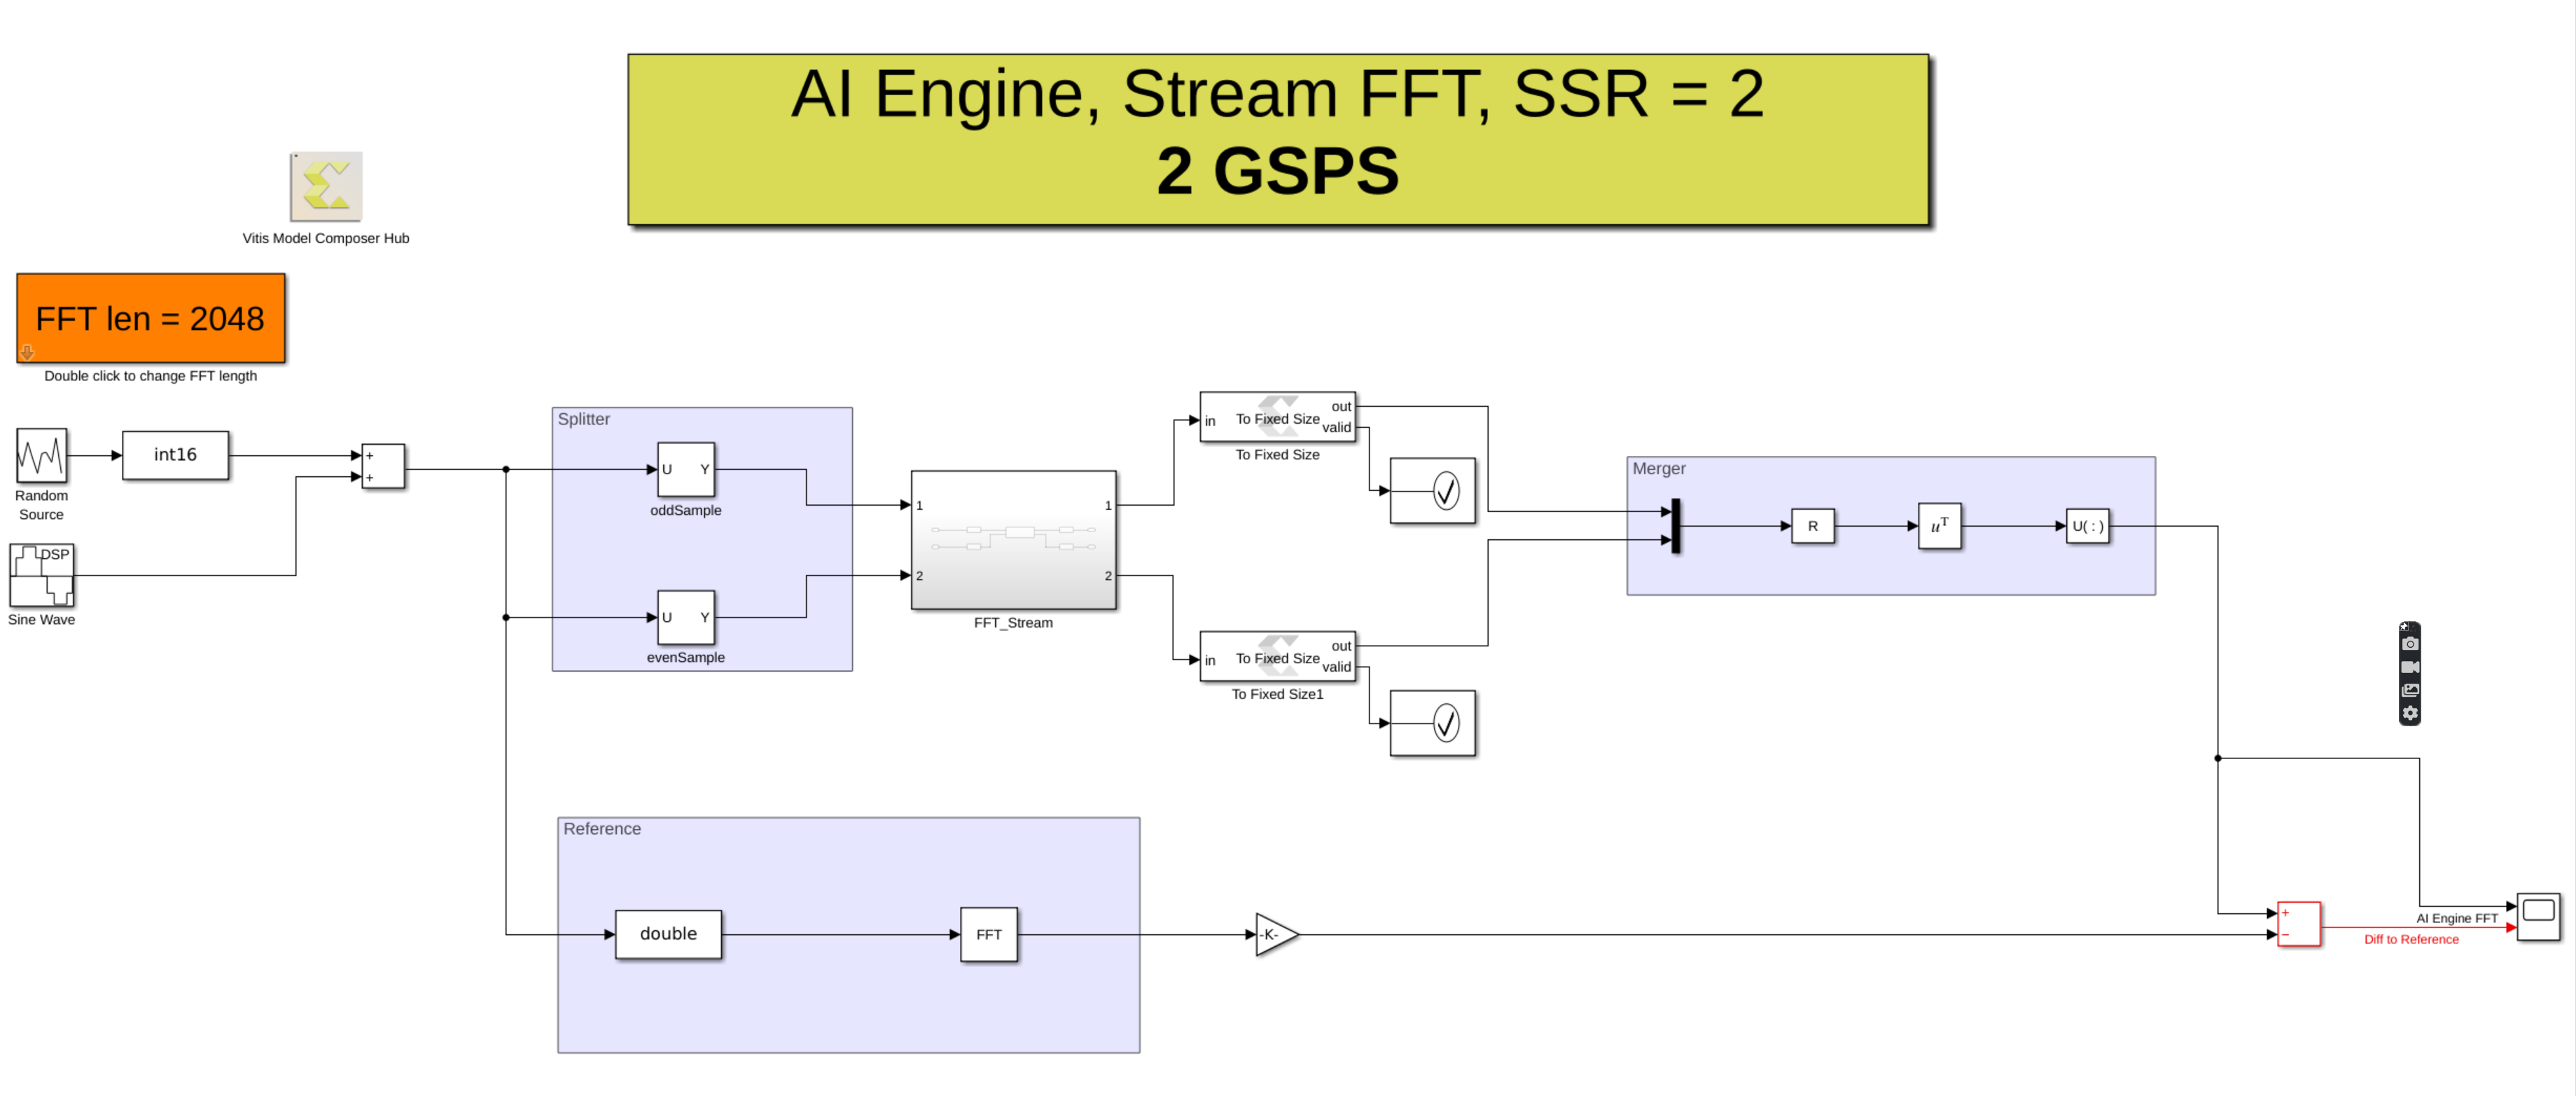 AI Engine, Stream FFT, SSR = 2
2 GSPS
Vitis Model Composer Hub
FFT len = 2048
Double click to change FFT length
Random
Source
int16
+
+
DSP
Sine Wave
Splitter
U Y
oddSample
U Y
evenSample
1 1
2 2
FFT_Stream
in To Fixed Size out
valid
To Fixed Size
in To Fixed Size out
valid
To Fixed Size1
Merger
R
uT
U( : )
Reference
double
FFT
-K-
+
−
AI Engine FFT
Diff to Reference